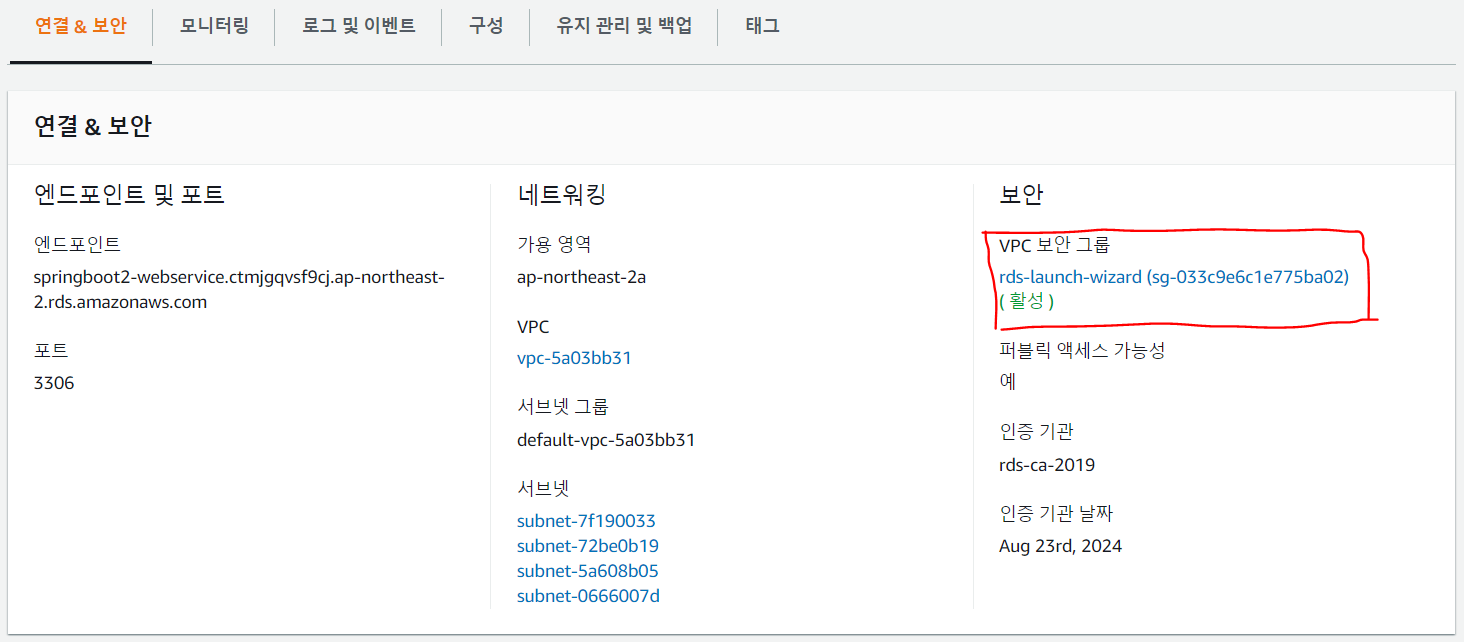 연결 & 보안
모니터링
로그 및 이벤트
구성
유지 관리 및 백업
태그
연결 & 보안
엔드포인트 및 포트
엔드포인트
springboot2-webservice.ctmjgqvsf9cj.ap-northeast-
2.rds.amazonaws.com
포트
3306
네트워킹
가용 영역
ap-northeast-2a
VPC
vpc-5a03bb31
서브넷 그룹
default-vpc-5a03bb31
서브넷
subnet-7f190033
subnet-72be0b19
subnet-5a608b05
subnet-0666007d
보안
VPC 보안 그룹
rds-launch-wizard (sg-033c9e6c1e775ba02)
( 활성 )
퍼블릭 액세스 가능성
예
인증 기관
rds-ca-2019
인증 기관 날짜
Aug 23rd, 2024